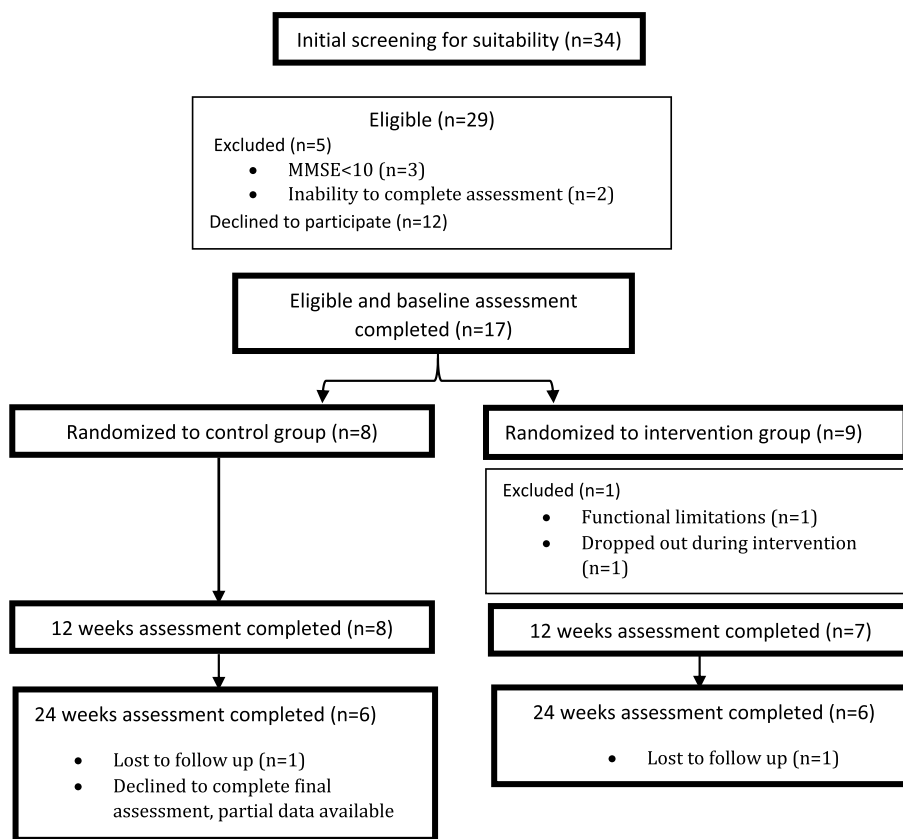 Initial screening for suitability (n=34)
Eligible (n=29)
Excluded (n=5)
• MMSE<10 (n=3)
• Inability to complete assessment (n=2)
Declined to participate (n=12)
Eligible and baseline assessment
completed (n=17)
Randomized to control group (n=8)
Randomized to intervention group (n=9)
Excluded (n=1)
• Functional limitations (n=1)
• Dropped out during intervention
(n=1)
12 weeks assessment completed (n=8)
12 weeks assessment completed (n=7)
24 weeks assessment completed (n=6)
• Lost to follow up (n=1)
• Declined to complete final
assessment, partial data available
24 weeks assessment completed (n=6)
• Lost to follow up (n=1)